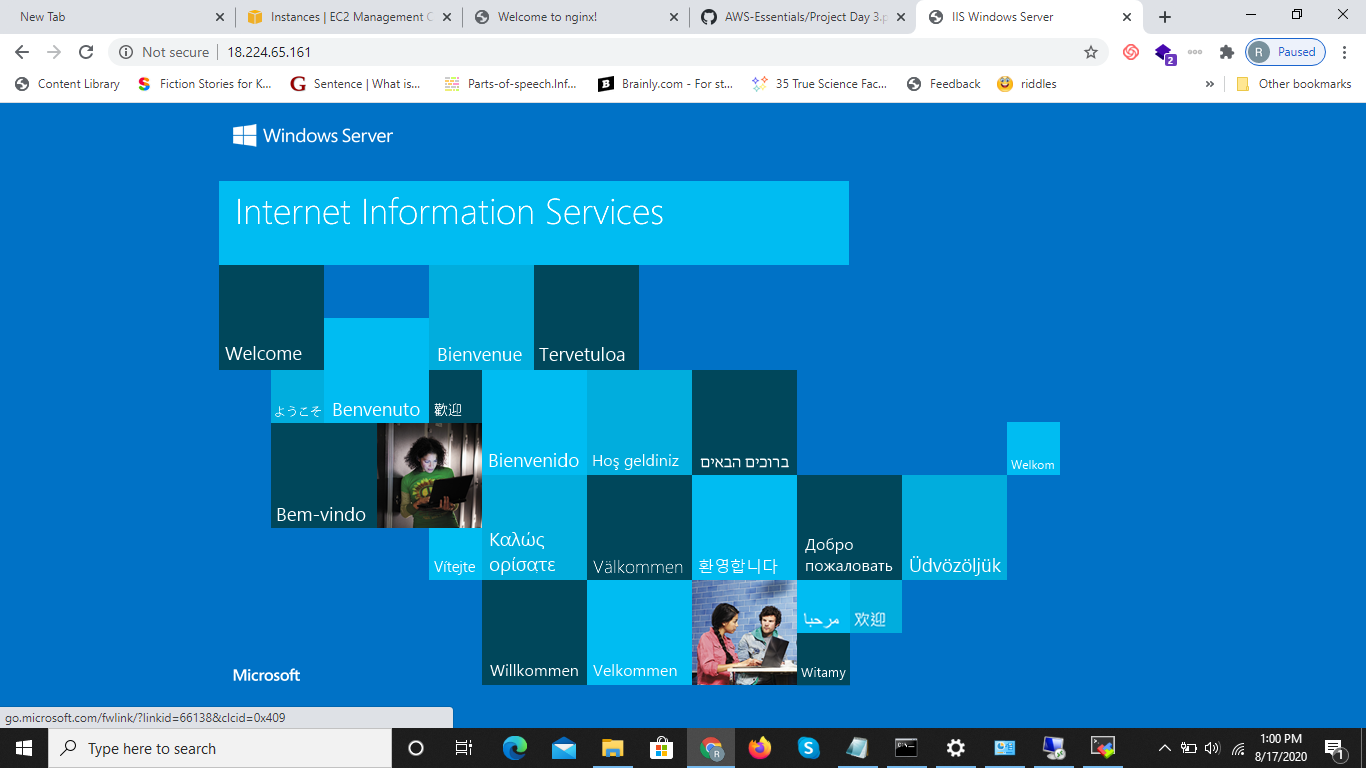 New Tab
Instances | EC2 Management C
Welcome to nginx!
AWS-Essentials/Project Day 3.p
IIS Windows Server
Not secure
18.224.65.161
R
Paused
2
Content Library
Fiction Stories for K...
Sentence | What is...
Parts-of-speech.Inf...
Brainly.com - For st...
35 True Science Fac...
Feedback
riddles
»
Other bookmarks
Windows Server
Internet Information Services
Welcome
Bienvenue
Tervetuloa
ようこそ
Benvenuto
歡迎
Bienvenido
Hoş geldiniz
ברוכים הבאים
Welkom
Bem-vindo
Vítejte
Καλώς
ορίσατε
Välkommen
환영합니다
Добро
пожаловать
Üdvözöljük
مرحبا
欢迎
Willkommen
Velkommen
Witamy
Microsoft
go.microsoft.com/fwlink/?linkid=66138&clcid=0x409
Type here to search
1:00 PM
8/17/2020
1